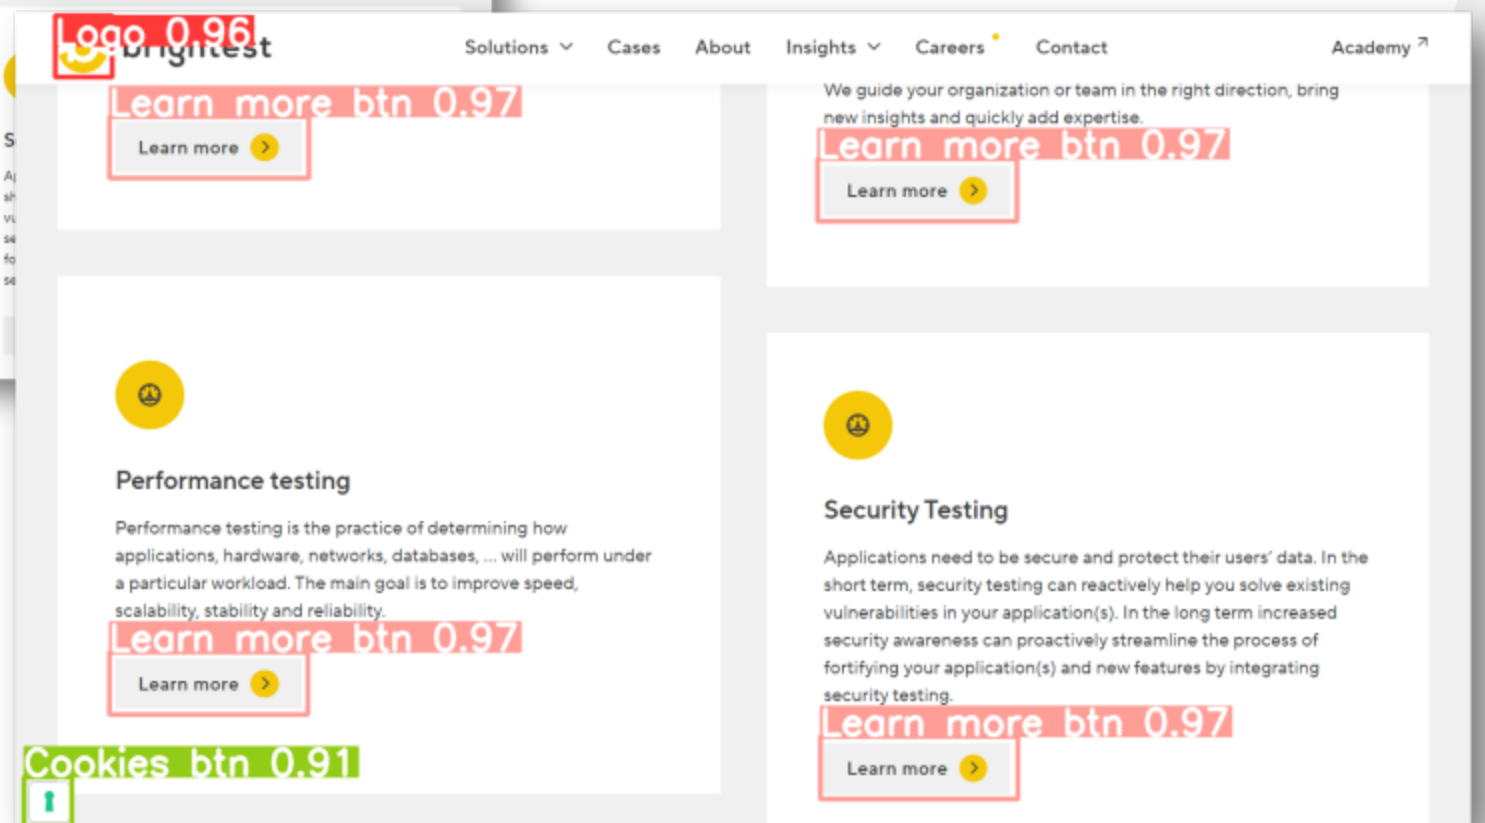 Logo 0.96
brightest
Solutions
Cases
About
Insights
Careers
Contact
Academy
Learn more btn 0.97
Learn more
We guide your organization or team in the right direction, bring
new insights and quickly add expertise.
Learn more btn 0.97
Learn more
Performance testing
Performance testing is the practice of determining how
applications, hardware, networks, databases, ... will perform under
a particular workload. The main goal is to improve speed,
scalability, stability and reliability.
Learn more btn 0.97
Learn more
Security Testing
Applications need to be secure and protect their users' data. In the
short term, security testing can reactively help you solve existing
vulnerabilities in your application(s). In the long term increased
security awareness can proactively streamline the process of
fortifying your application(s) and new features by integrating
security testing.
Learn more btn 0.97
Learn more
Cookies btn 0.91